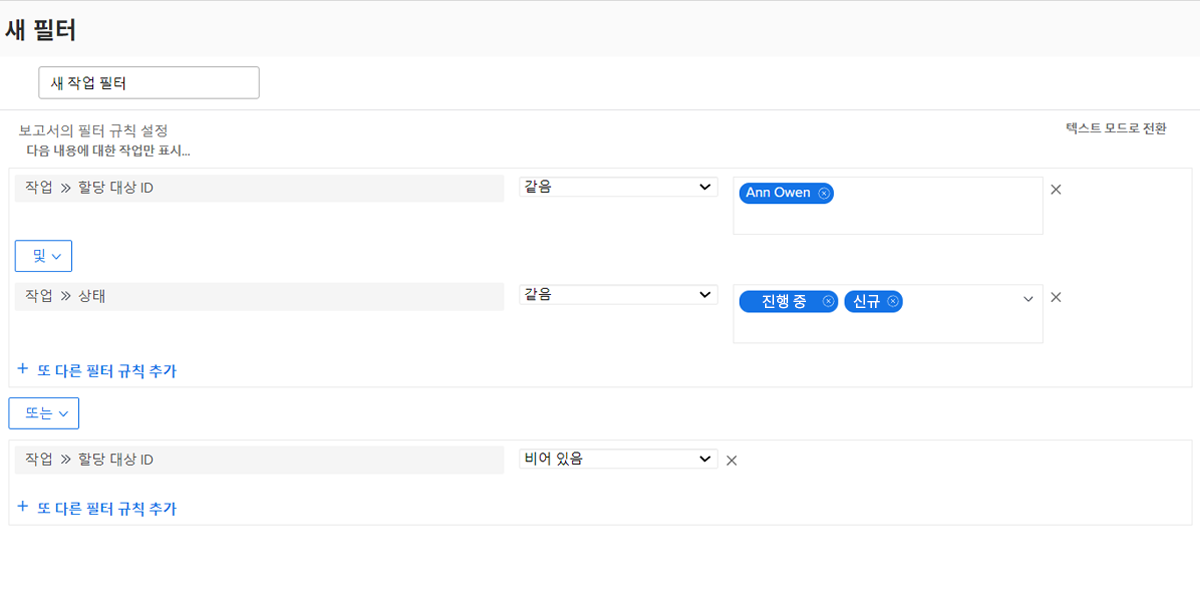 새 필터
새 작업 필터
보고서의 필터 규칙 설정
텍스트 모드로 전환
다음 내용에 대한 작업만 표시...
작업 >> 할당 대상 ID 같음 Ann Owen
및
작업 >> 상태 같음 진행 중 신규
+ 또 다른 필터 규칙 추가
또는
작업 >> 할당 대상 ID 비어 있음
+ 또 다른 필터 규칙 추가